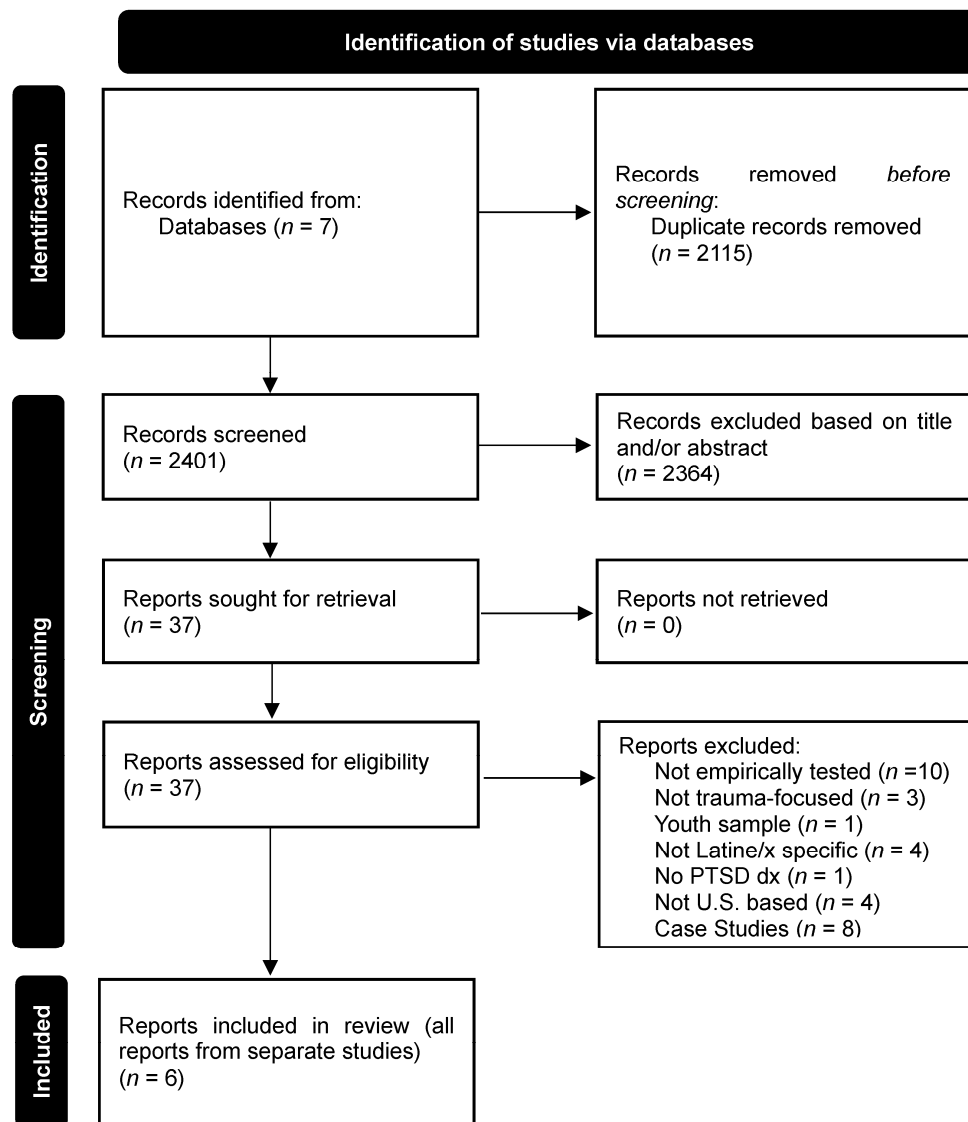 Identification of studies via databases
Identification
Records identified from:
Databases (n = 7)
Records removed before
screening:
Duplicate records removed
(n = 2115)
Screening
Records screened
(n = 2401)
Records excluded based on title
and/or abstract
(n = 2364)
Reports sought for retrieval
(n = 37)
Reports not retrieved
(n = 0)
Reports assessed for eligibility
(n = 37)
Reports excluded:
Not empirically tested (n =10)
Not trauma-focused (n = 3)
Youth sample (n = 1)
Not Latine/x specific (n = 4)
No PTSD dx (n = 1)
Not U.S. based (n = 4)
Case Studies (n = 8)
Included
Reports included in review (all
reports from separate studies)
(n = 6)